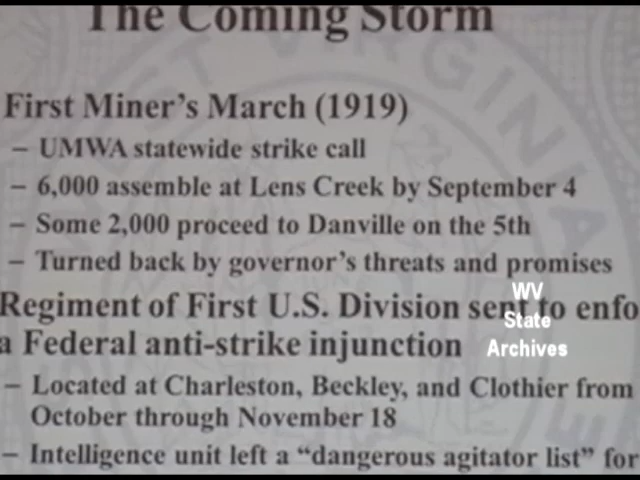 The Coming Storm
First Miner's March (1919)
– UMWA statewide strike call
– 6,000 assemble at Lens Creek by September 4
– Some 2,000 proceed to Danville on the 5th
– Turned back by governor's threats and promises
Regiment of First U.S. Division sent to enfo
a Federal anti-strike injunction
– Located at Charleston, Beckley, and Clothier from
October through November 18
– Intelligence unit left a “dangerous agitator list” for
WV
State
Archives
WEST VIRGINIA